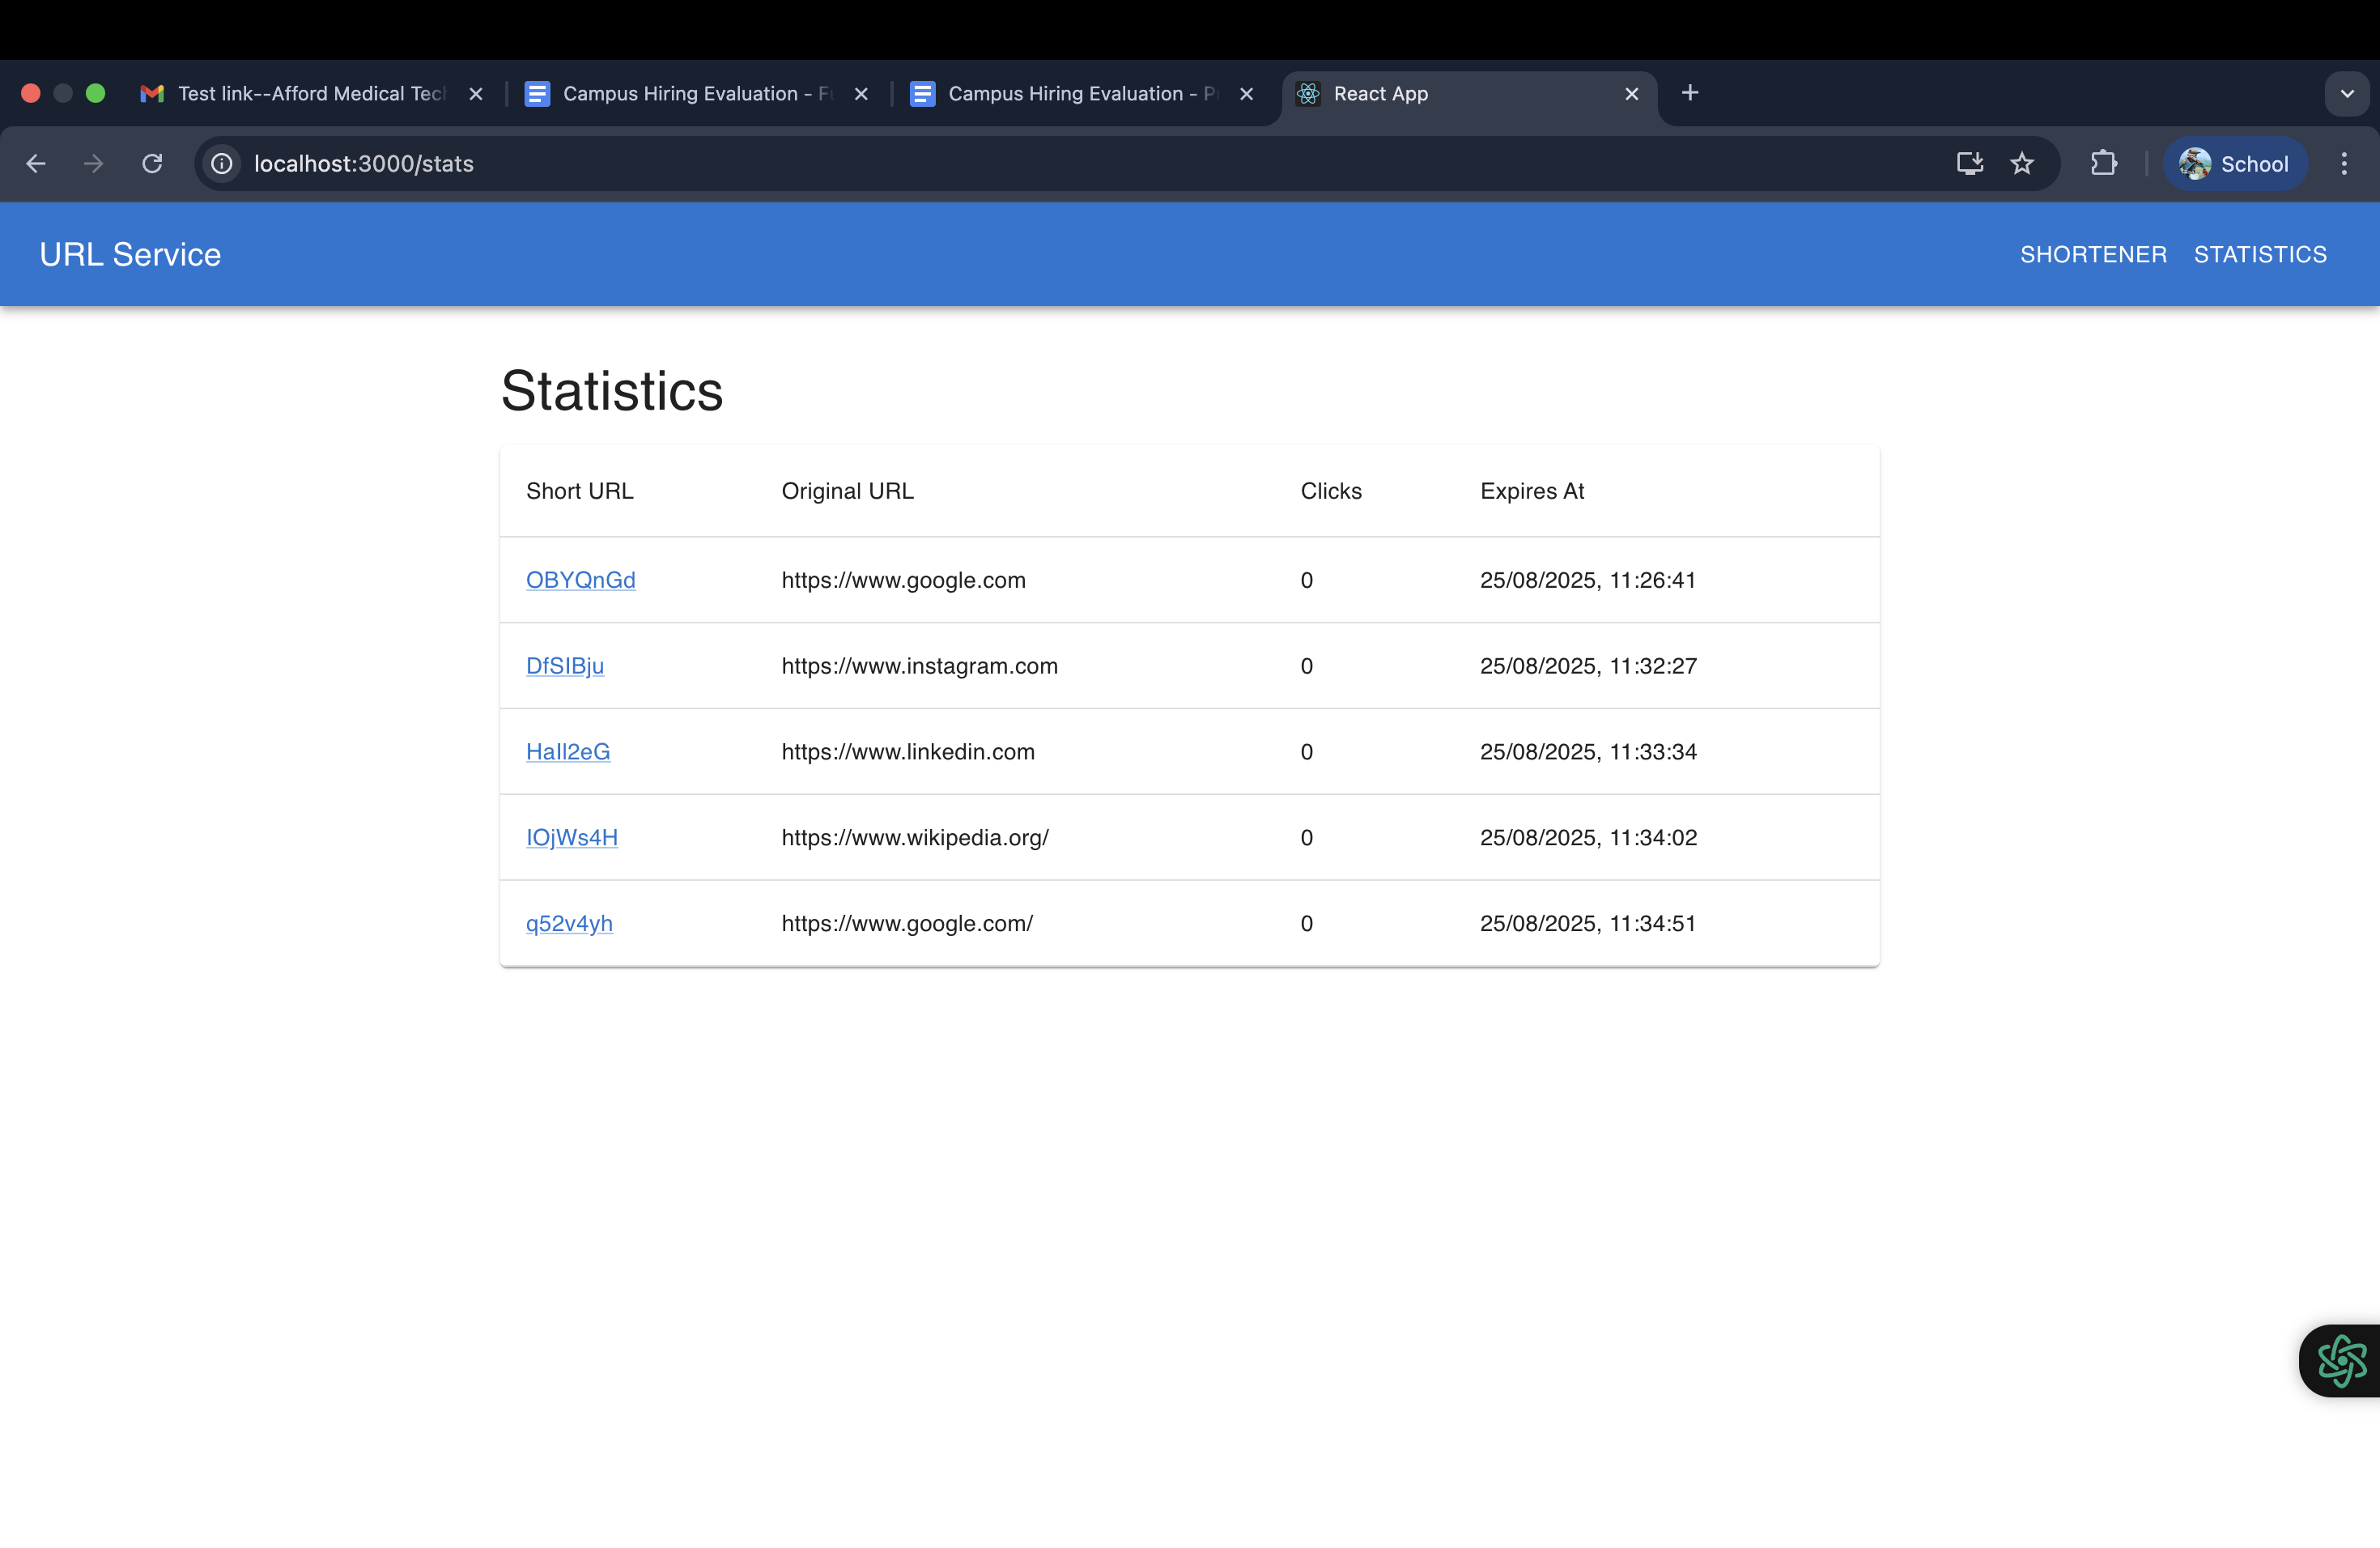 Test link--Afford Medical Tech
Campus Hiring Evaluation - Fu
Campus Hiring Evaluation - P
React App
localhost:3000/stats
School
URL Service
SHORTENER STATISTICS
Statistics
Short URL Original URL Clicks Expires At
OBYQnGd https://www.google.com 0 25/08/2025, 11:26:41
DfSIBju https://www.instagram.com 0 25/08/2025, 11:32:27
HaIl2eG https://www.linkedin.com 0 25/08/2025, 11:33:34
IOjWs4H https://www.wikipedia.org/ 0 25/08/2025, 11:34:02
q52v4yh https://www.google.com/ 0 25/08/2025, 11:34:51